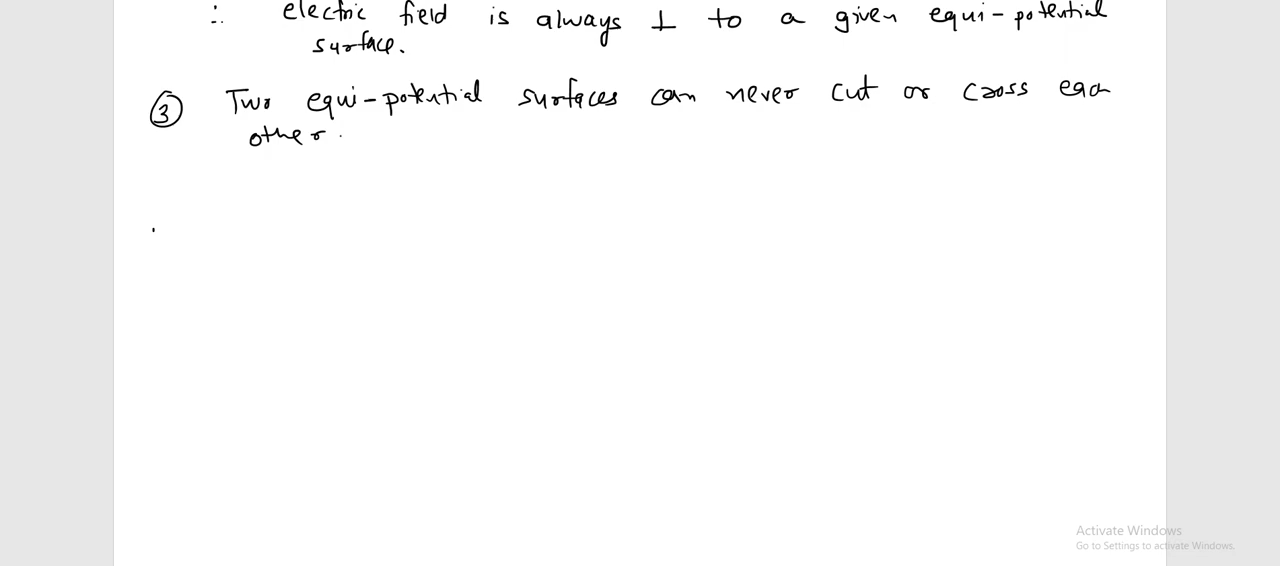 ∴ electric field is always ⊥ to a given equi-potential
surface.
③ Two equi-potential surfaces can never cut or cross each
other.
Activate Windows
Go to Settings to activate Windows.